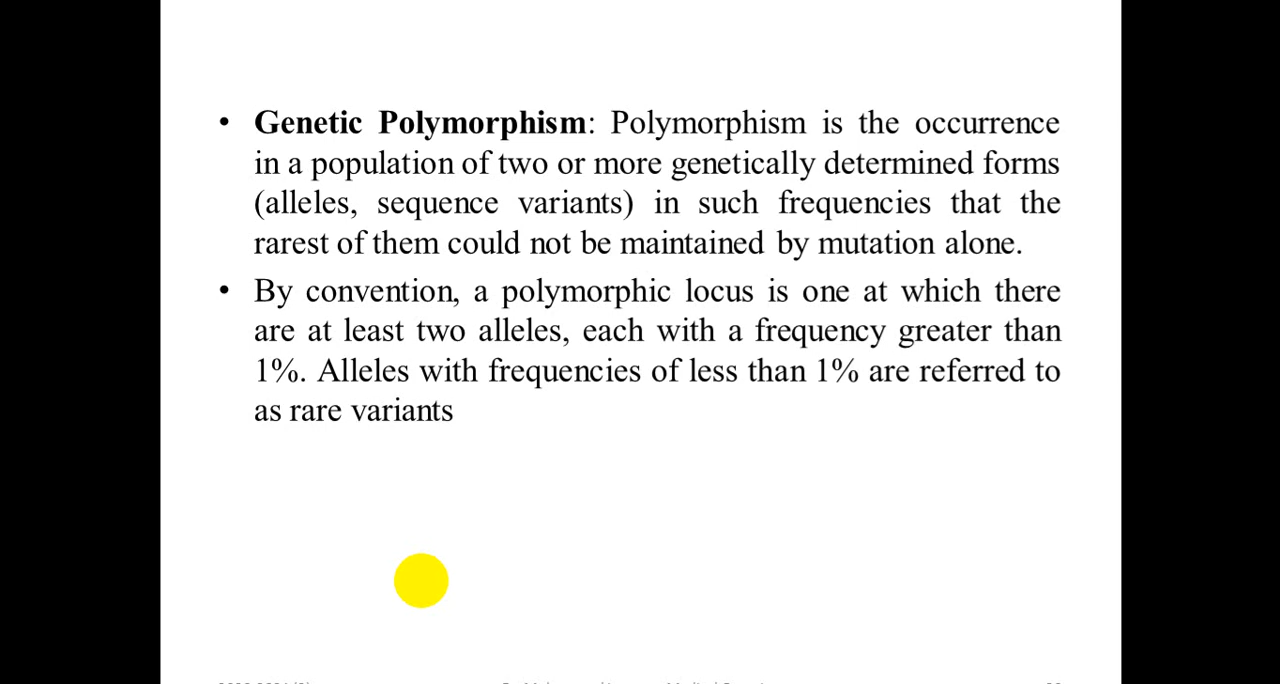 • Genetic Polymorphism: Polymorphism is the occurrence
in a population of two or more genetically determined forms
(alleles, sequence variants) in such frequencies that the
rarest of them could not be maintained by mutation alone.
• By convention, a polymorphic locus is one at which there
are at least two alleles, each with a frequency greater than
1%. Alleles with frequencies of less than 1% are referred to
as rare variants